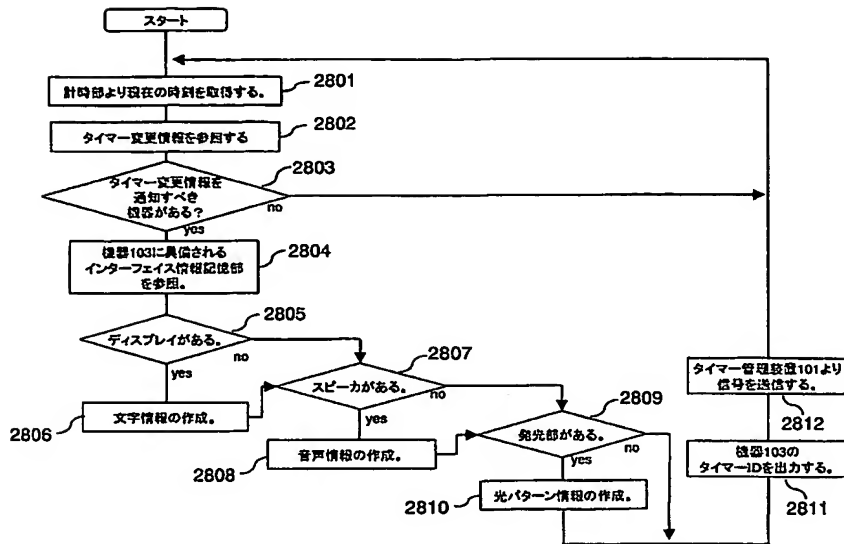 スタート
計時部より現在の時刻を取得する。
2801
タイマー変更情報を参照する
2802
タイマー変更情報を
通知すべき
機器がある？
2803
no
yes
機器103に具備される
インターフェイス情報記憶部
を参照。
2804
ディスプレイがある。
2805
no
yes
スピーカがある。
2807
no
yes
文字情報の作成。
2806
音声情報の作成。
2808
発光部がある。
2809
yes
no
光パターン情報の作成。
2810
タイマー管理装置101より
信号を送信する。
2812
機器103の
タイマーIDを出力する。
2811